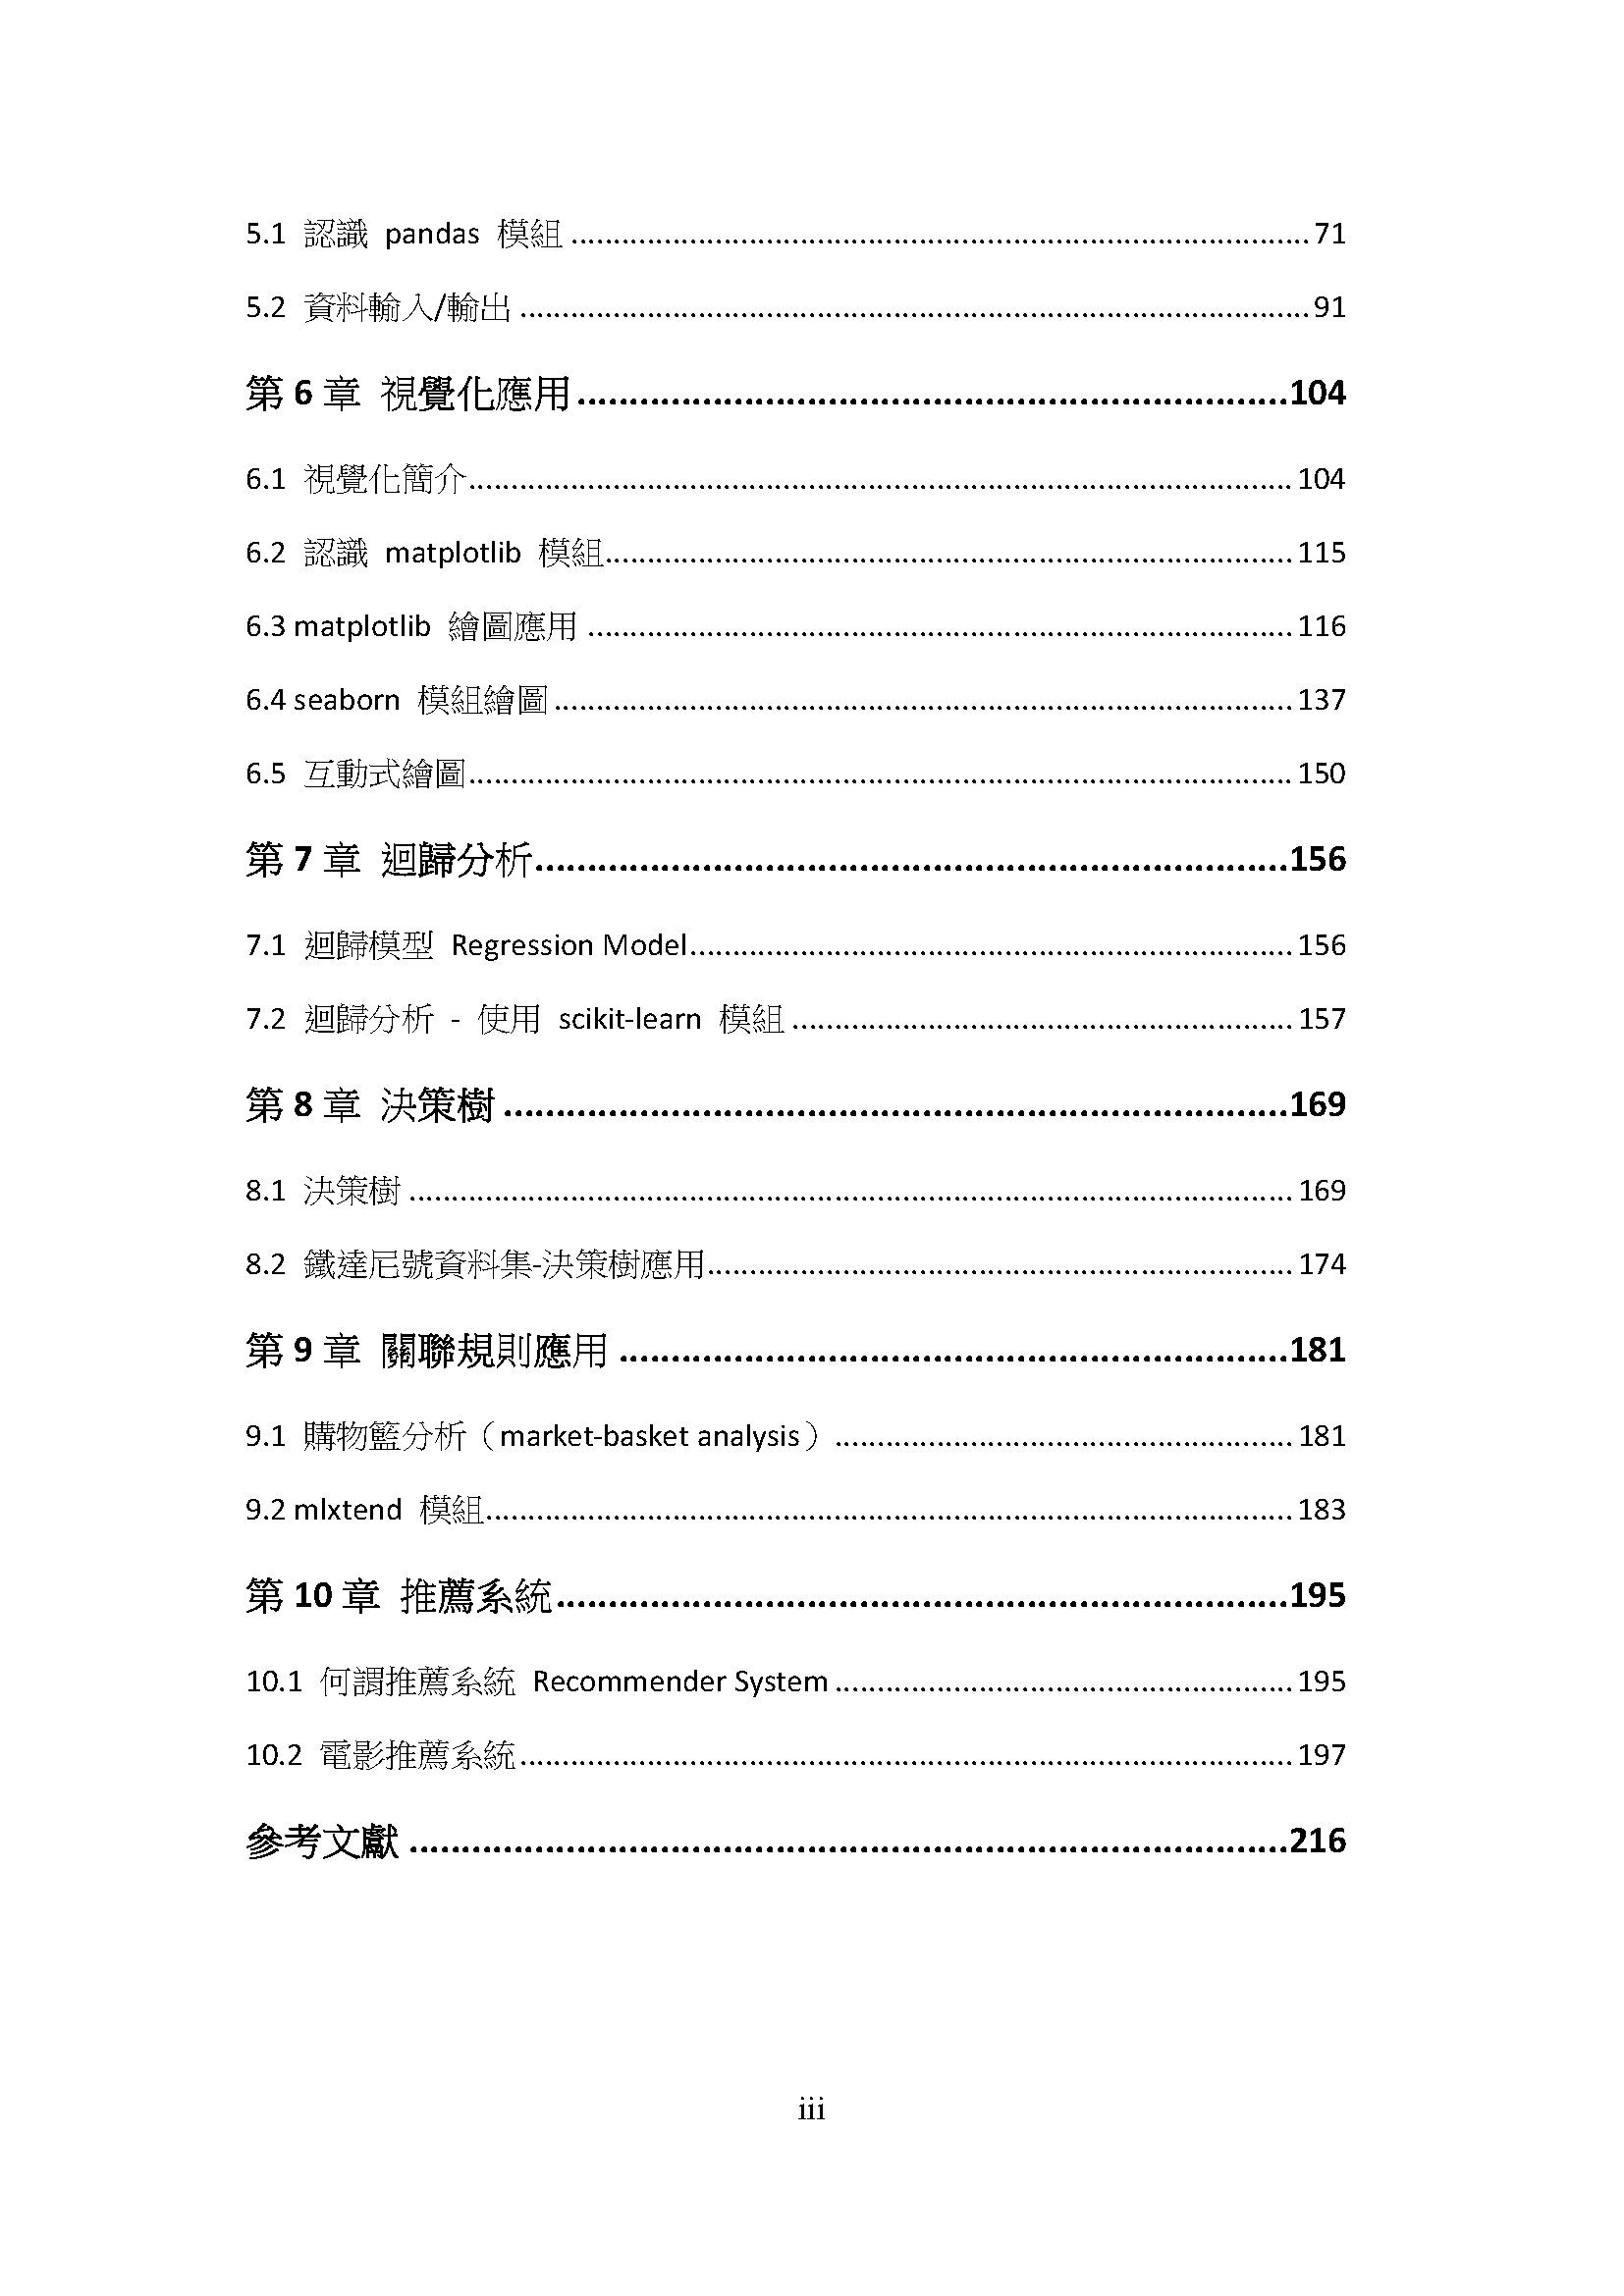 5.1 認識 pandas 模組 ........ 71
5.2 資料輸入/輸出 ........ 91
第 6 章 視覺化應用 ........ 104
6.1 視覺化簡介 ........ 104
6.2 認識 matplotlib 模組 ........ 115
6.3 matplotlib 繪圖應用 ........ 116
6.4 seaborn 模組繪圖 ........ 137
6.5 互動式繪圖 ........ 150
第 7 章 迴歸分析 ........ 156
7.1 迴歸模型 Regression Model ........ 156
7.2 迴歸分析 - 使用 scikit-learn 模組 ........ 157
第 8 章 決策樹 ........ 169
8.1 決策樹 ........ 169
8.2 鐵達尼號資料集-決策樹應用 ........ 174
第 9 章 關聯規則應用 ........ 181
9.1 購物籃分析（market-basket analysis） ........ 181
9.2 mlxtend 模組 ........ 183
第 10 章 推薦系統 ........ 195
10.1 何謂推薦系統 Recommender System ........ 195
10.2 電影推薦系統 ........ 197
參考文獻 ........ 216
iii